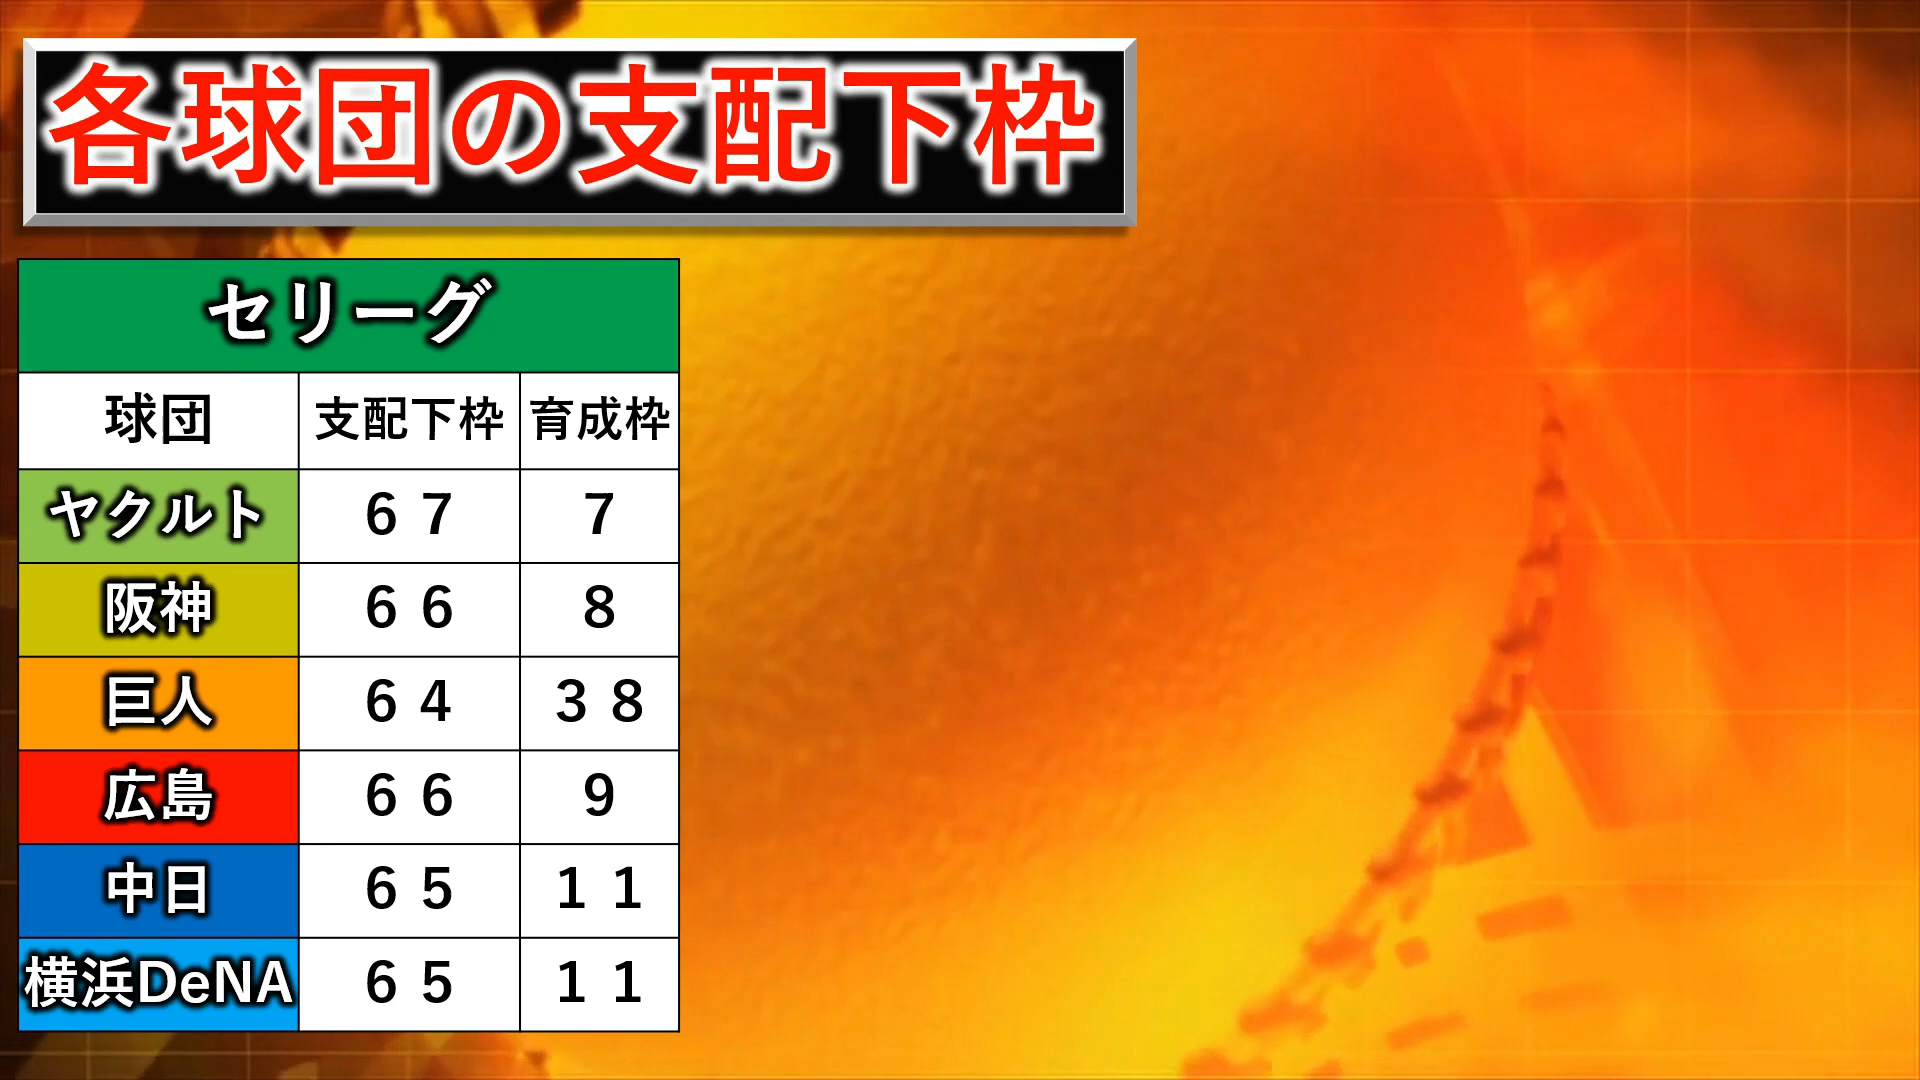 各球団の支配下枠
セリーグ
球団 支配下枠 育成枠
ヤクルト ６７ ７
阪神 ６６ ８
巨人 ６４ ３８
広島 ６６ ９
中日 ６５ １１
横浜DeNA ６５ １１